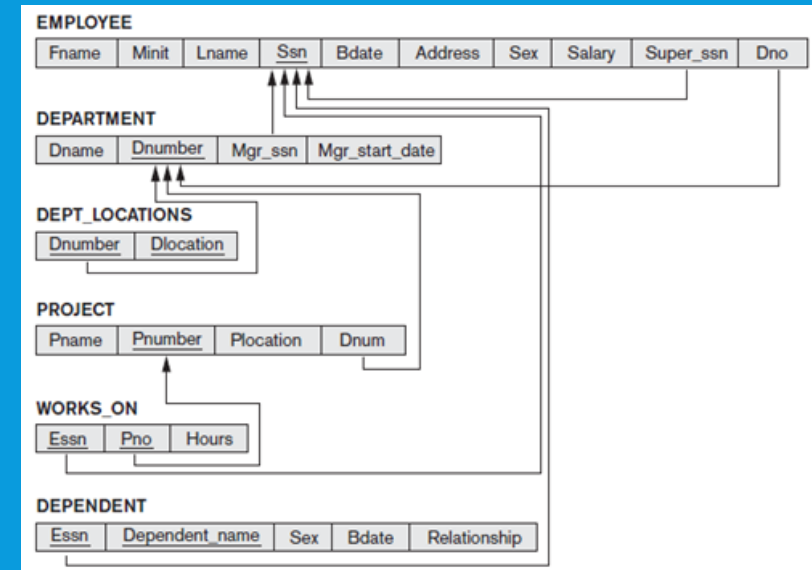 EMPLOYEE
Fname Minit Lname Ssn Bdate Address Sex Salary Super_ssn Dno
DEPARTMENT
Dname Dnumber Mgr_ssn Mgr_start_date
DEPT_LOCATIONS
Dnumber Dlocation
PROJECT
Pname Pnumber Plocation Dnum
WORKS_ON
Essn Pno Hours
DEPENDENT
Essn Dependent_name Sex Bdate Relationship